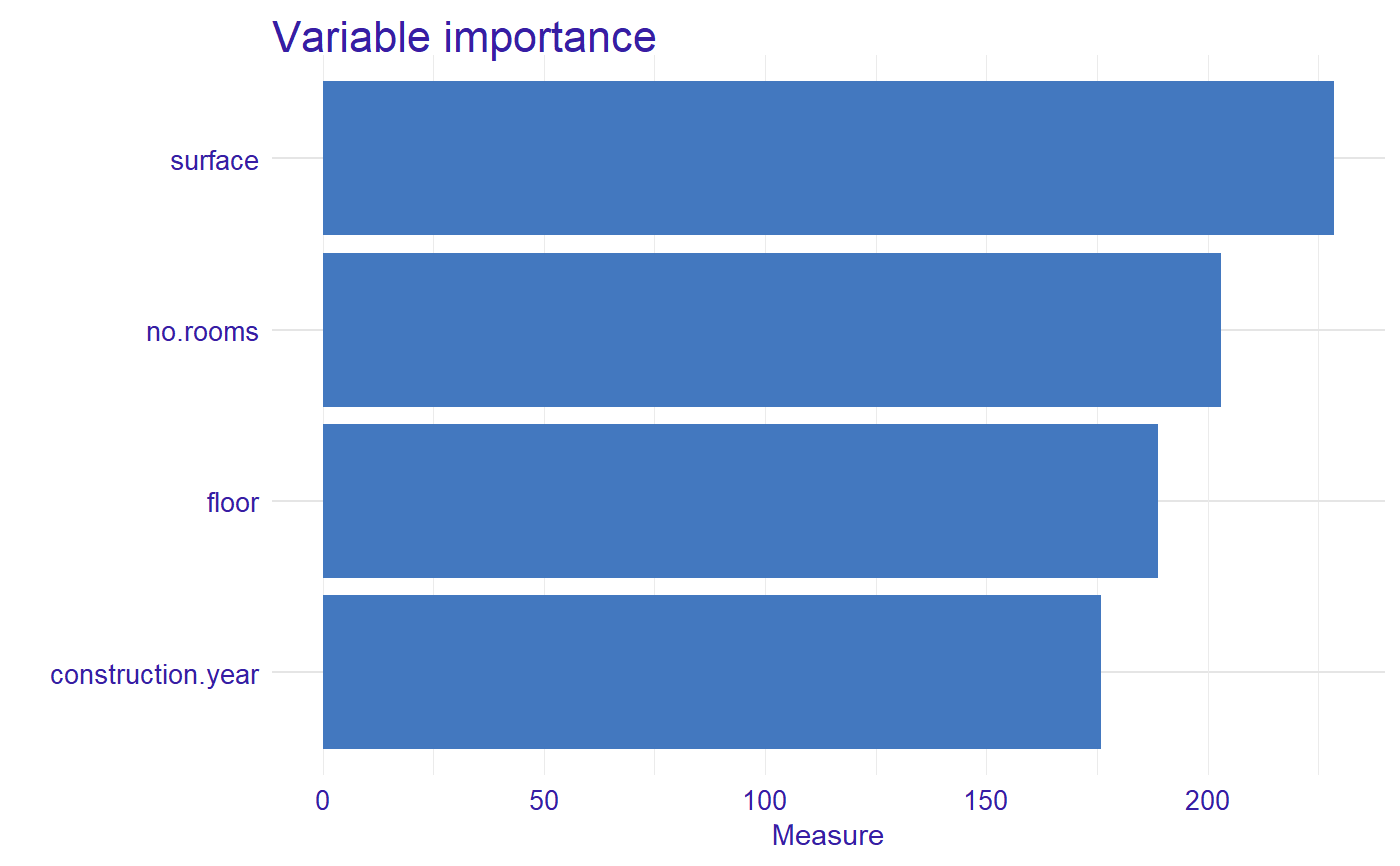 Variable importance
surface
no.rooms
floor
construction.year
0 50 100 150 200
Measure